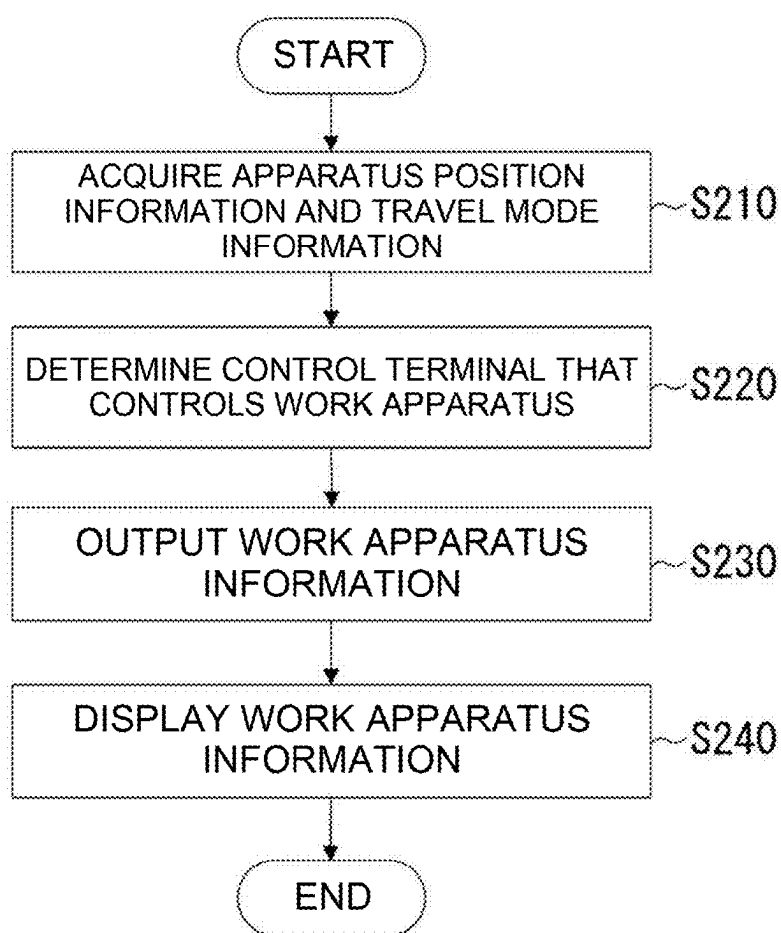 START
ACQUIRE APPARATUS POSITION
INFORMATION AND TRAVEL MODE
INFORMATION
S210
DETERMINE CONTROL TERMINAL THAT
CONTROLS WORK APPARATUS
S220
OUTPUT WORK APPARATUS
INFORMATION
S230
DISPLAY WORK APPARATUS
INFORMATION
S240
END